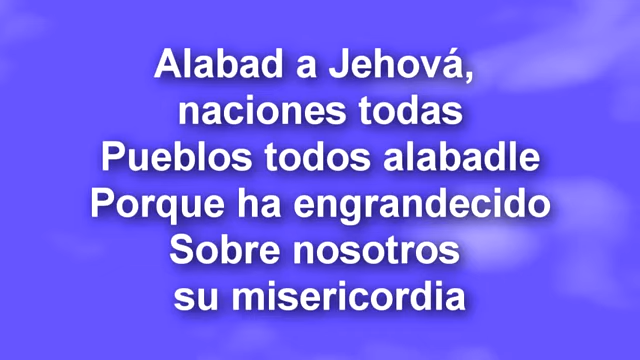 Alabad a Jehová,
naciones todas
Pueblos todos alabadle
Porque ha engrandecido
Sobre nosotros
su misericordia